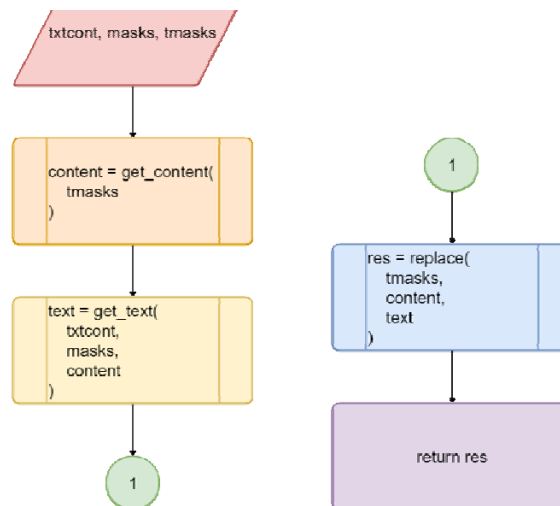 txtcont, masks, tmasks
content = get_content(
tmasks
)
text = get_text(
txtcont,
masks,
content
)
1
1
res = replace(
tmasks,
content,
text
)
return res